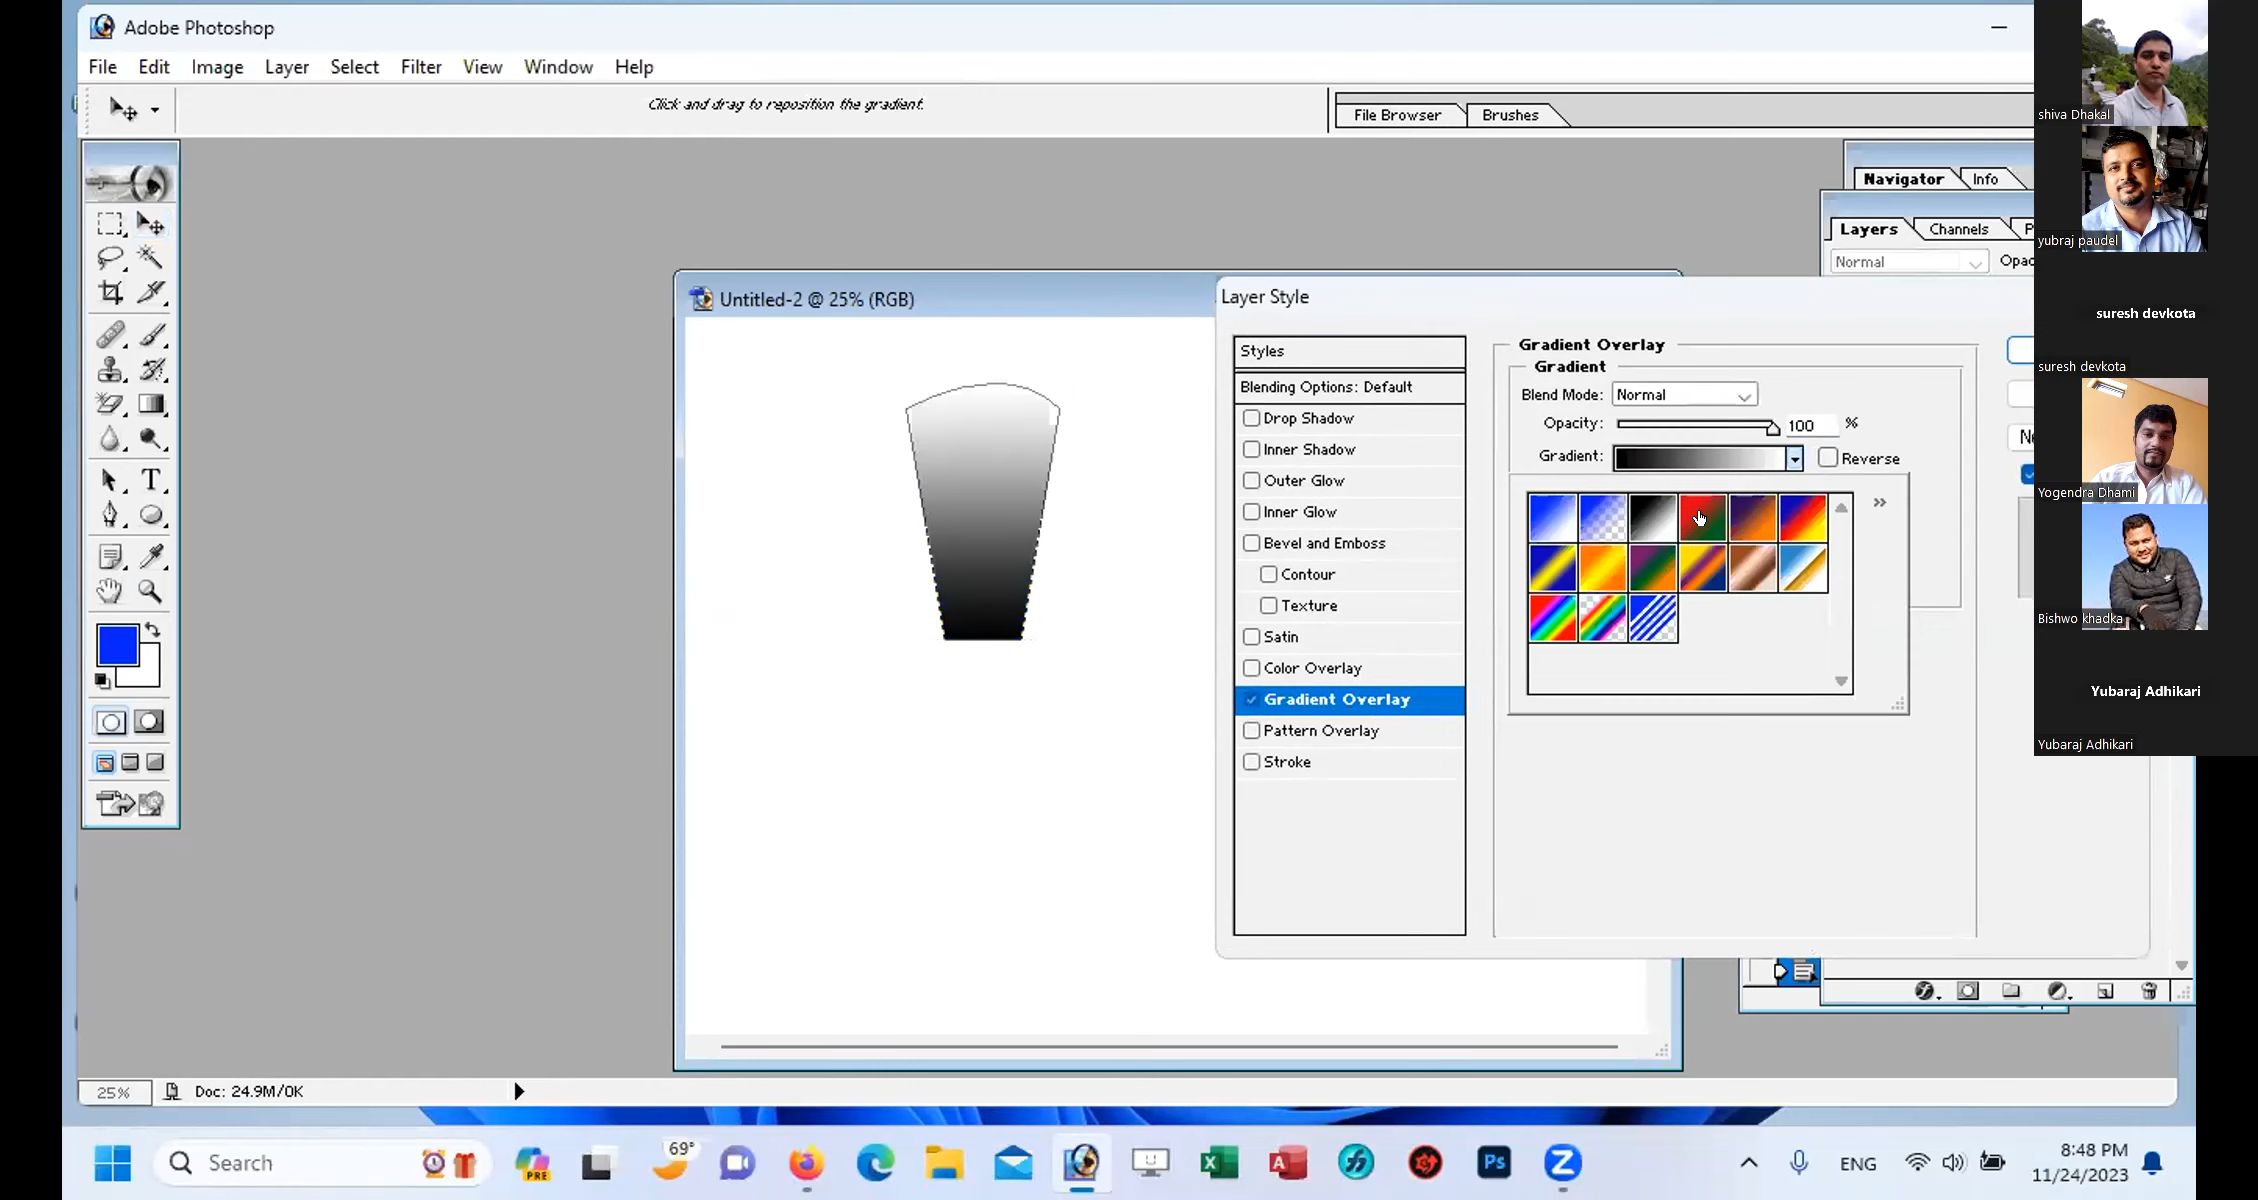 Adobe Photoshop
File Edit Image Layer Select Filter View Window Help
Click and drag to reposition the gradient.
File Browser Brushes
Navigator Info
Layers Channels P
Normal Opac
Untitled-2 @ 25% (RGB)
Layer Style
Styles
Blending Options: Default
Drop Shadow
Inner Shadow
Outer Glow
Inner Glow
Bevel and Emboss
Contour
Texture
Satin
Color Overlay
Gradient Overlay
Pattern Overlay
Stroke
Gradient Overlay
Gradient
Blend Mode: Normal
Opacity: 100 %
Gradient: Reverse
Ne
shiva Dhakal
yubraj paudel
suresh devkota
suresh devkota
Yogendra Dhami
Bishwo khadka
Yubaraj Adhikari
Yubaraj Adhikari
25% Doc: 24.9M/0K
Search
PRE
69°
Ps
ENG
8:48 PM
11/24/2023